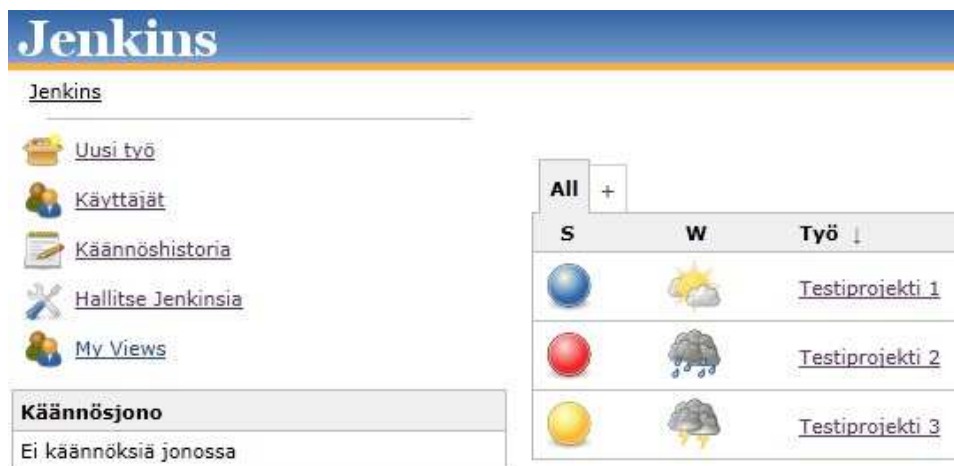 Jenkins
Jenkins
Uusi työ
Käyttäjät
Käännöshistoria
Hallitse Jenkinsia
My Views
Käännösjono
Ei käännöksiä jonossa
All +
S W Työ ↓
Testiprojekti 1
Testiprojekti 2
Testiprojekti 3